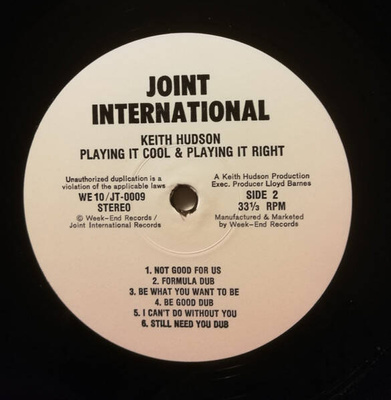 JOINT
INTERNATIONAL
KEITH HUDSON
PLAYING IT COOL & PLAYING IT RIGHT
Unauthorized duplication is a
violation of the applicable laws
WE 10/JT-0009
STEREO
© Week-End Records /
Joint International Records
A Keith Hudson Production
Exec. Producer Lloyd Barnes
SIDE 2
33⅓ RPM
Manufactured & Marketed
by Week-End Records
1. NOT GOOD FOR US
2. FORMULA DUB
3. BE WHAT YOU WANT TO BE
4. BE GOOD DUB
5. I CAN'T DO WITHOUT YOU
6. STILL NEED YOU DUB